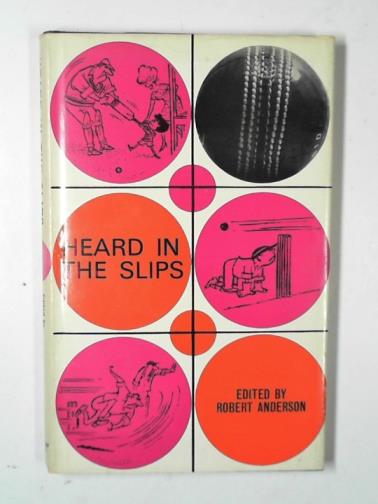 HEARD IN
THE SLIPS
EDITED BY
ROBERT ANDERSON